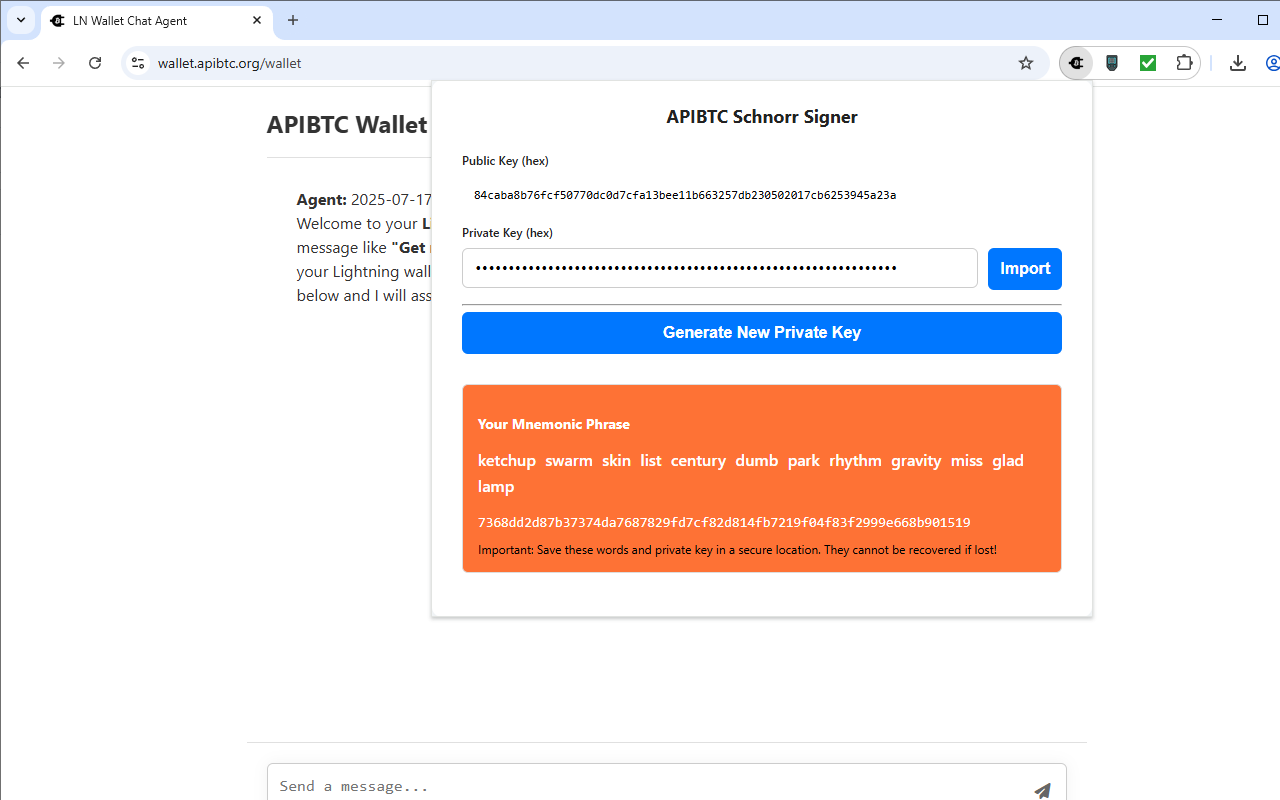 LN Wallet Chat Agent
wallet.apibtc.org/wallet
APIBTC Wallet
Agent: 2025-07-17
Welcome to your
message like "Get
your Lightning wall
below and I will ass
APIBTC Schnorr Signer
Public Key (hex)
84caba8b76fcf50770dc0d7cfa13bee11b663257db230502017cb6253945a23a
Private Key (hex)
••••••••••••••••••••••••••••••••••••••••••••••••••••••••••••••••
Import
Generate New Private Key
Your Mnemonic Phrase
ketchup swarm skin list century dumb park rhythm gravity miss glad
lamp
7368dd2d87b37374da7687829fd7cf82d814fb7219f04f83f2999e668b901519
Important: Save these words and private key in a secure location. They cannot be recovered if lost!
Send a message...